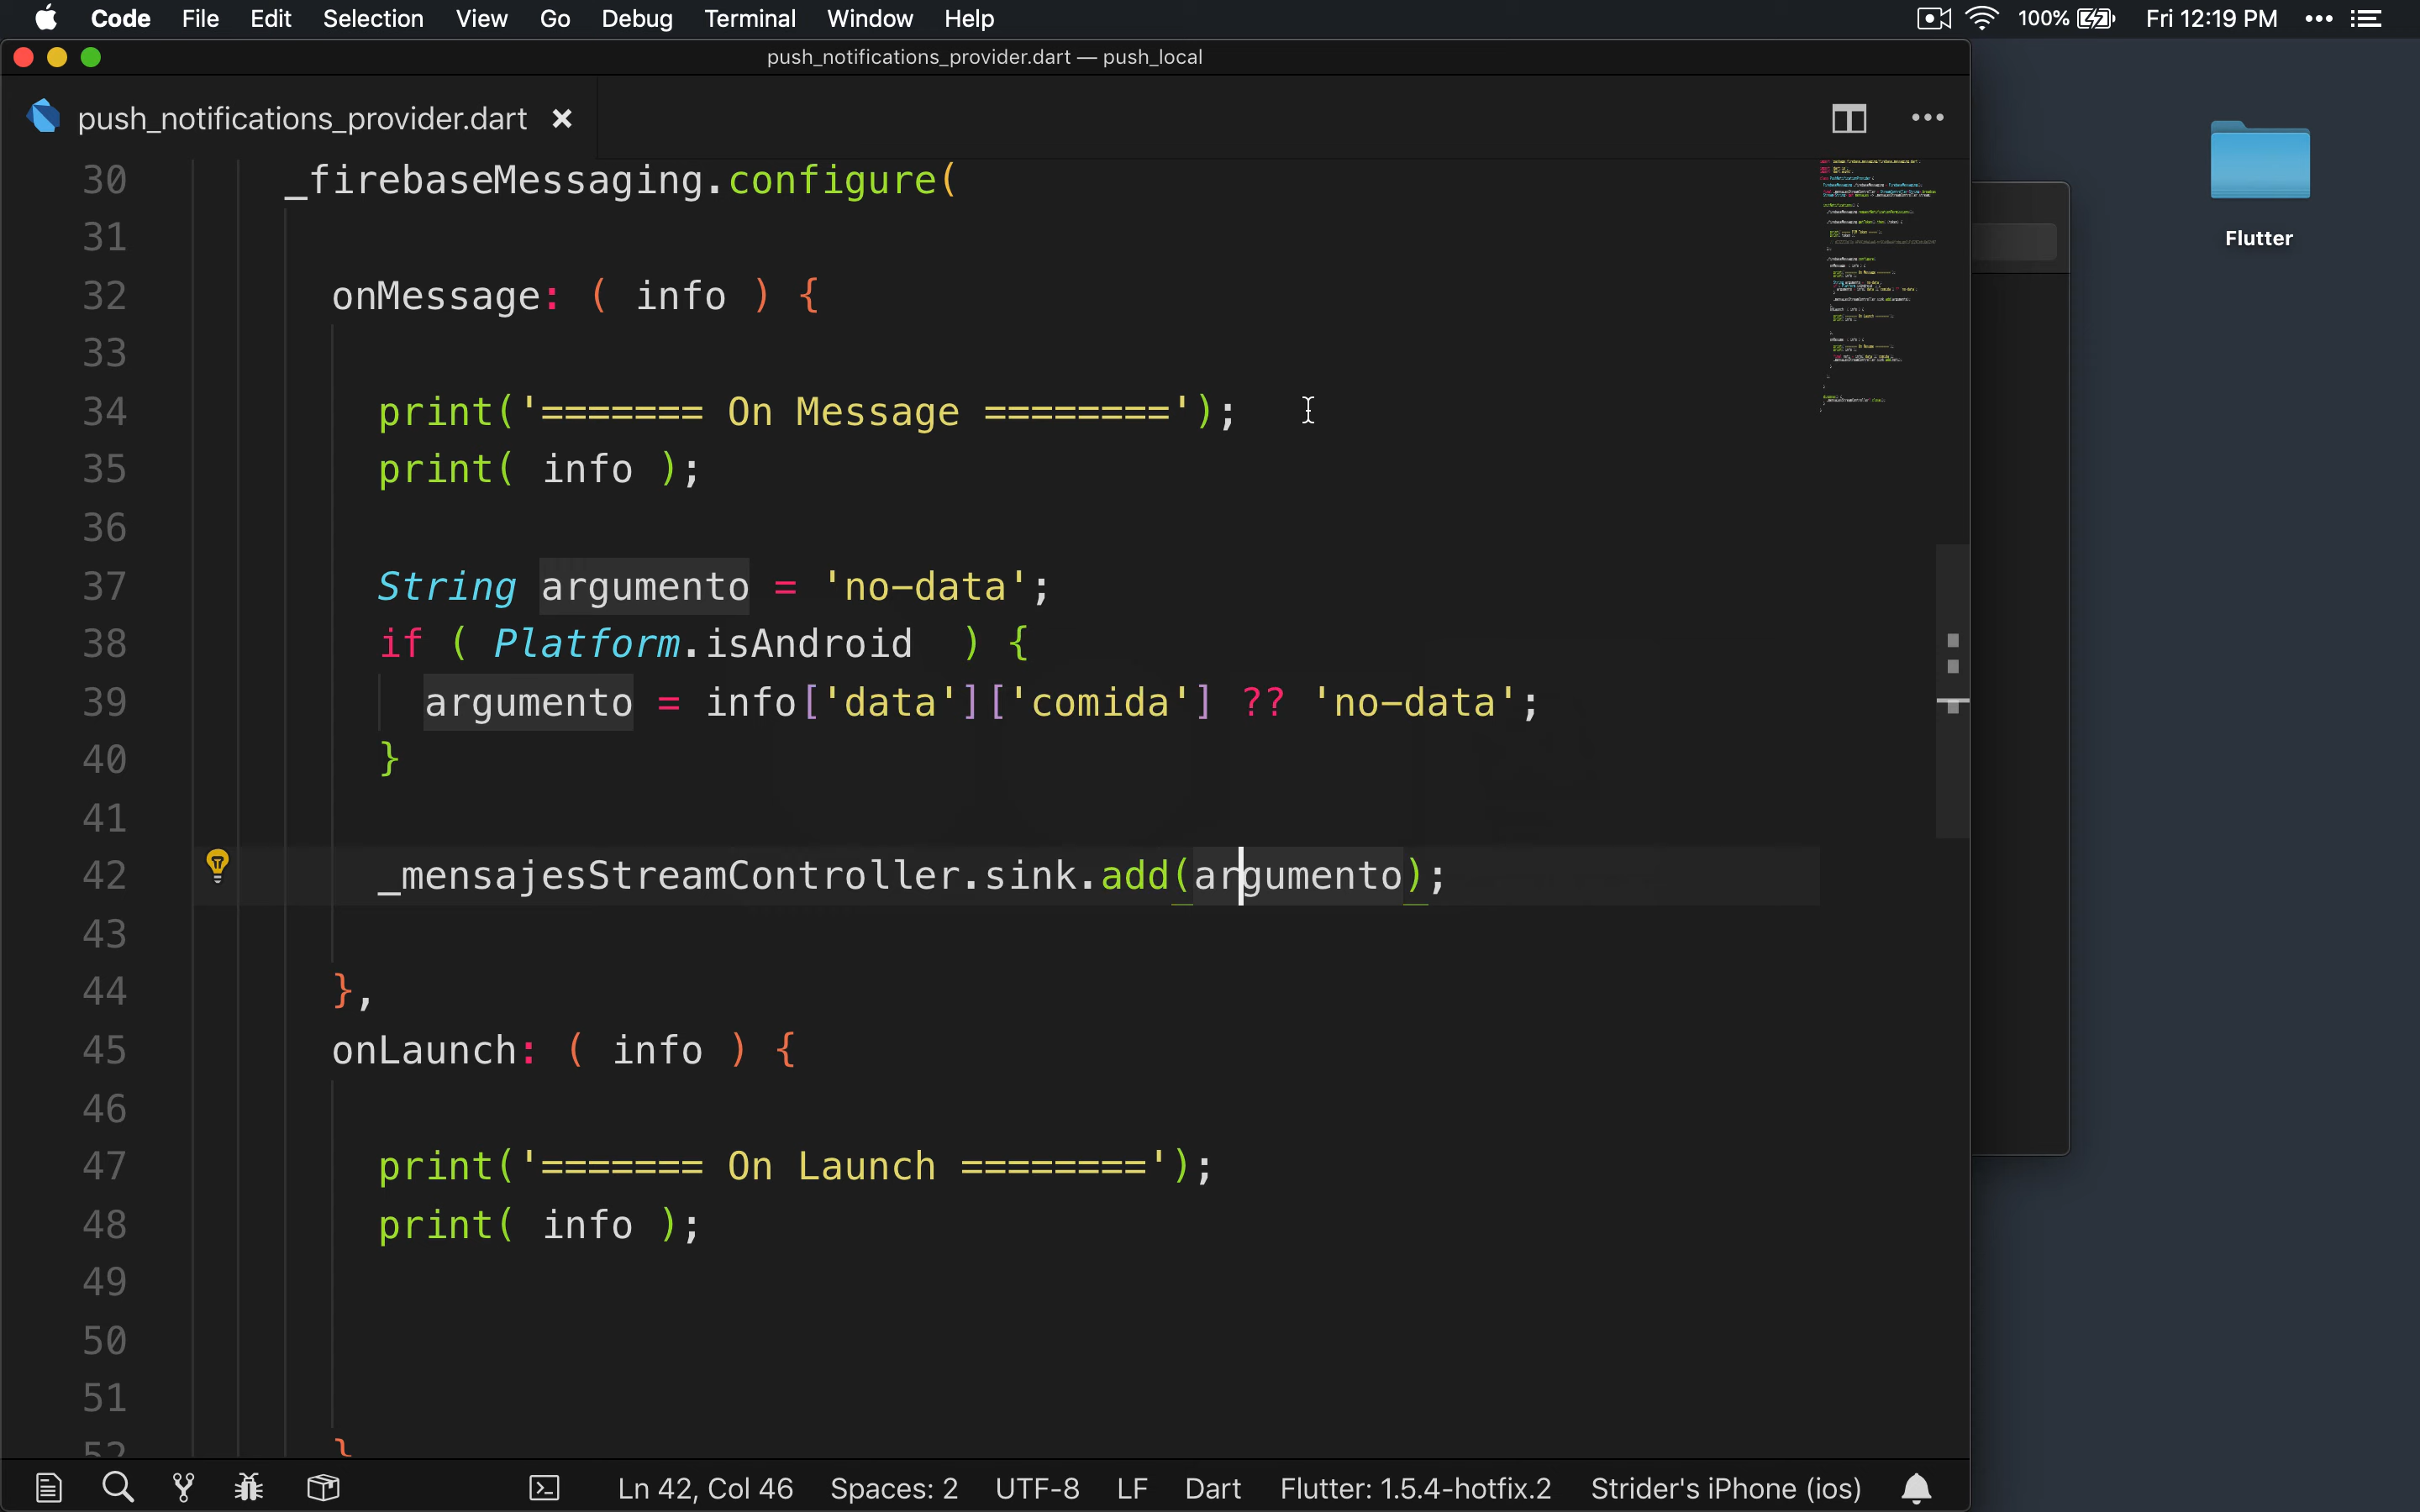 Code File Edit Selection View Go Debug Terminal Window Help 100% Fri 12:19 PM
push_notifications_provider.dart — push_local
push_notifications_provider.dart
Flutter
30 _firebaseMessaging.configure(
31
32 onMessage: ( info ) {
33
34 print('======= On Message ========');
35 print( info );
36
37 String argumento = 'no-data';
38 if ( Platform.isAndroid  ) {
39 argumento = info['data']['comida'] ?? 'no-data';
40 }
41
42 _mensajesStreamController.sink.add(argumento);
43
44 },
45 onLaunch: ( info ) {
46
47 print('======= On Launch ========');
48 print( info );
49
50
51
52 }
Ln 42, Col 46 Spaces: 2 UTF-8 LF Dart Flutter: 1.5.4-hotfix.2 Strider's iPhone (ios)